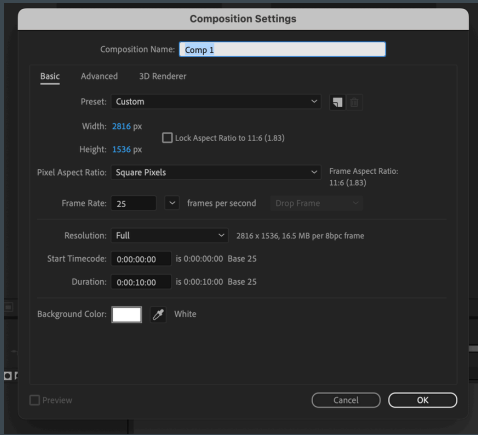 Composition Settings
Composition Name: Comp 1
Basic Advanced 3D Renderer
Preset: Custom
Width: 2816 px
Lock Aspect Ratio to 11:6 (1.83)
Height: 1536 px
Pixel Aspect Ratio: Square Pixels
Frame Aspect Ratio:
11:6 (1.83)
Frame Rate: 25 frames per second Drop Frame
Resolution: Full 2816 x 1536, 16.5 MB per 8bpc frame
Start Timecode: 0:00:00:00 is 0:00:00:00 Base 25
Duration: 0:00:10:00 is 0:00:10:00 Base 25
Background Color: White
Preview Cancel OK